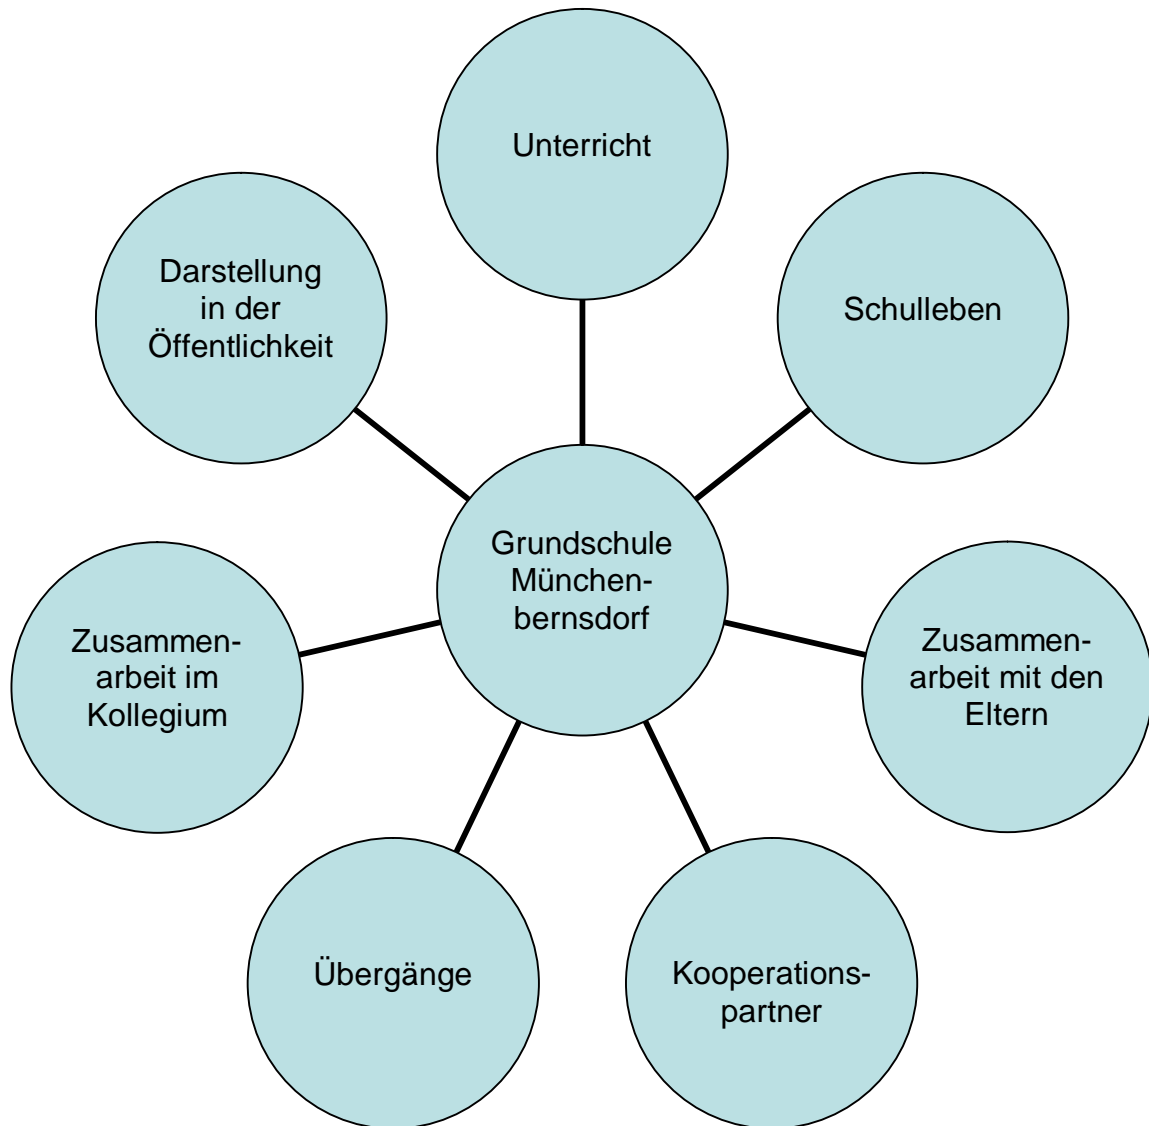 Unterricht
Darstellung
in der
Öffentlichkeit
Schulleben
Grundschule
München-
bernsdorf
Zusammen-
arbeit im
Kollegium
Zusammen-
arbeit mit den
Eltern
Übergänge
Kooperations-
partner